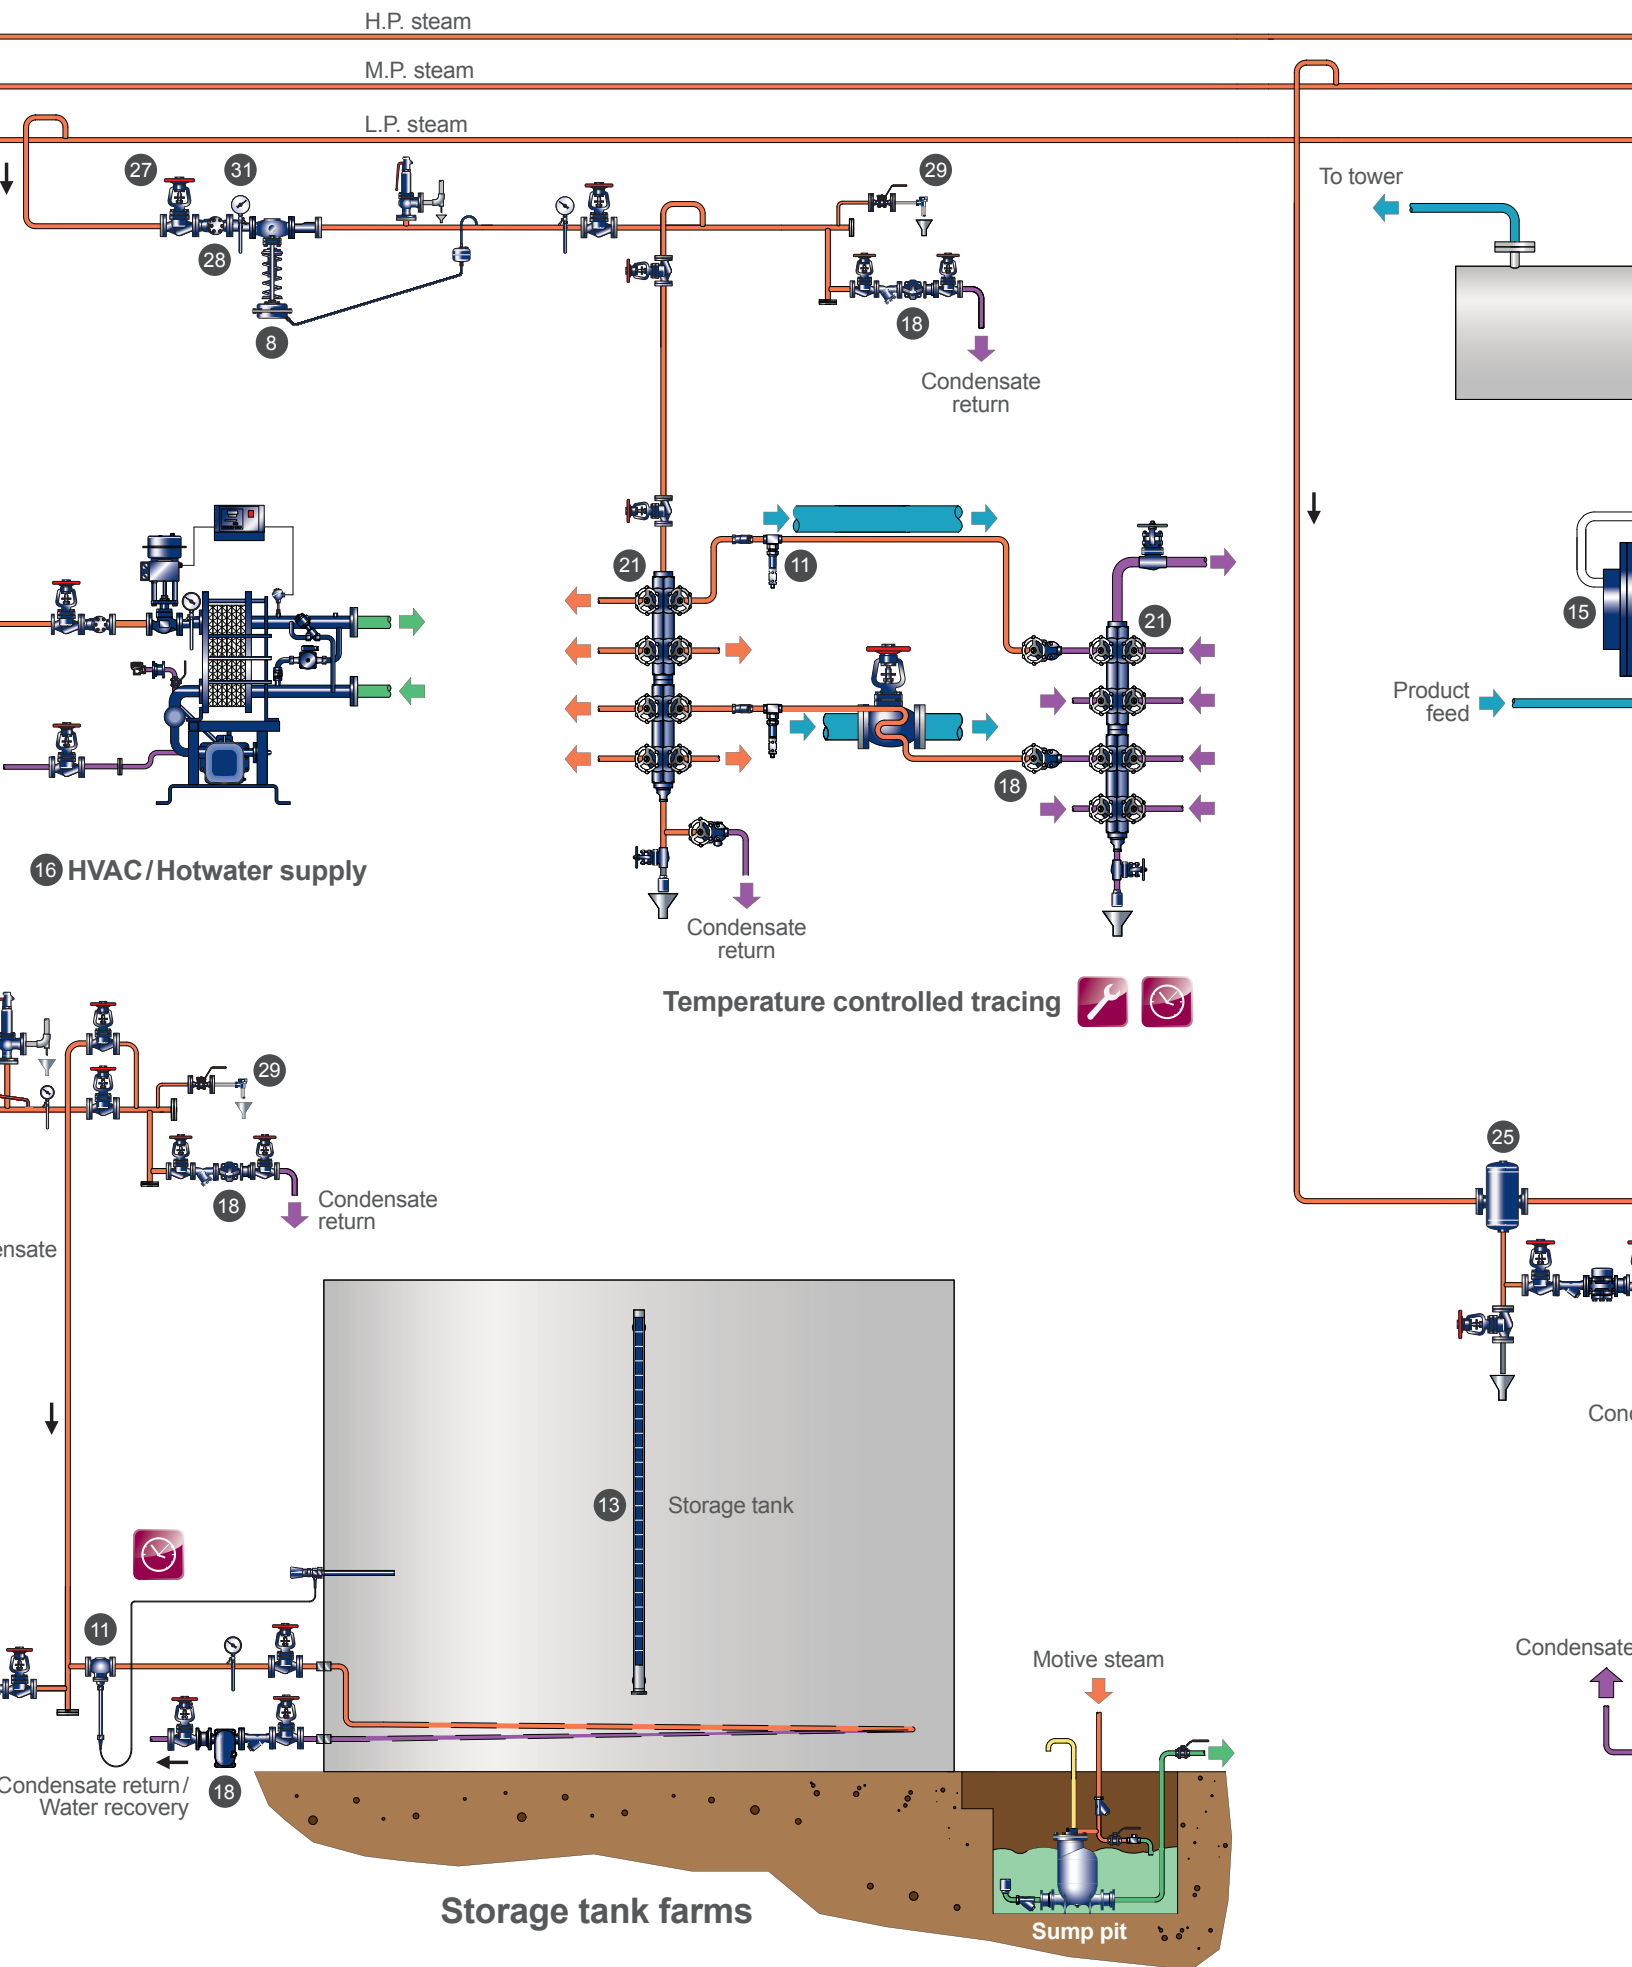 H.P. steam
M.P. steam
L.P. steam
27
31
29
To tower
28
18
8
Condensate
return
21
11
15
21
Product
feed
18
16 HVAC/Hotwater supply
Condensate
return
Temperature controlled tracing
29
25
18
Condensate
return
13
Storage tank
11
Motive steam
Condensate
Condensate return/
Water recovery
18
Storage tank farms
Sump pit